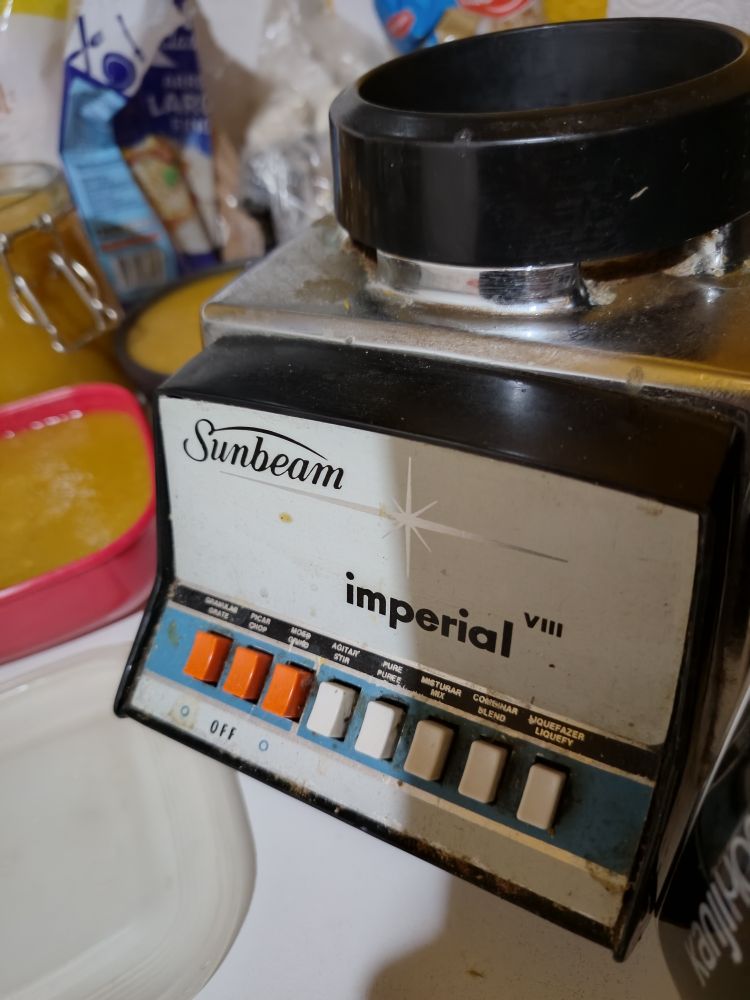 LARG
Sunbeam
imperial VIII
GRANULAR
GRATE
PICAR
CHOP
MOER
GRIND
AGITAR
STIR
PURE
PUREE
MISTURAR
MIX
COMBINAR
BLEND
LIQUEFAZER
LIQUEFY
OFF